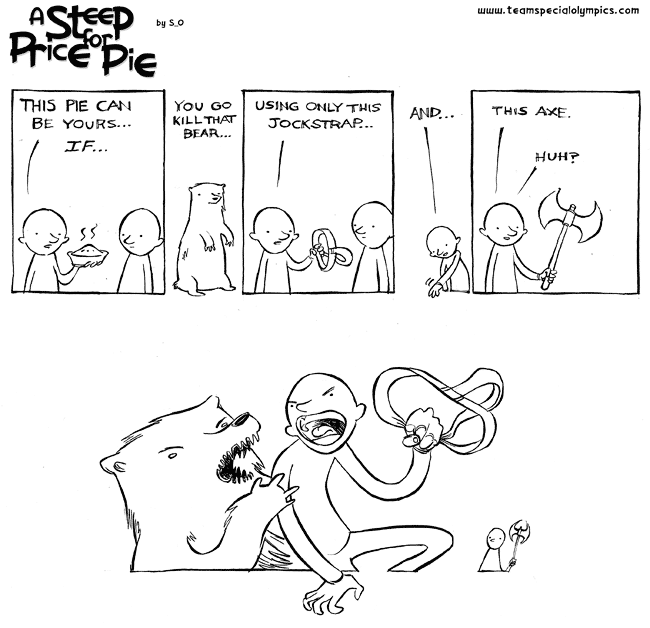 A STEEP
for
PRICE PIE
by S_O
www.teamspecialolympics.com
THIS PIE CAN
BE YOURS...
IF...
YOU GO
KILL THAT
BEAR...
USING ONLY THIS
JOCKSTRAP...
AND...
THIS AXE.
HUH?